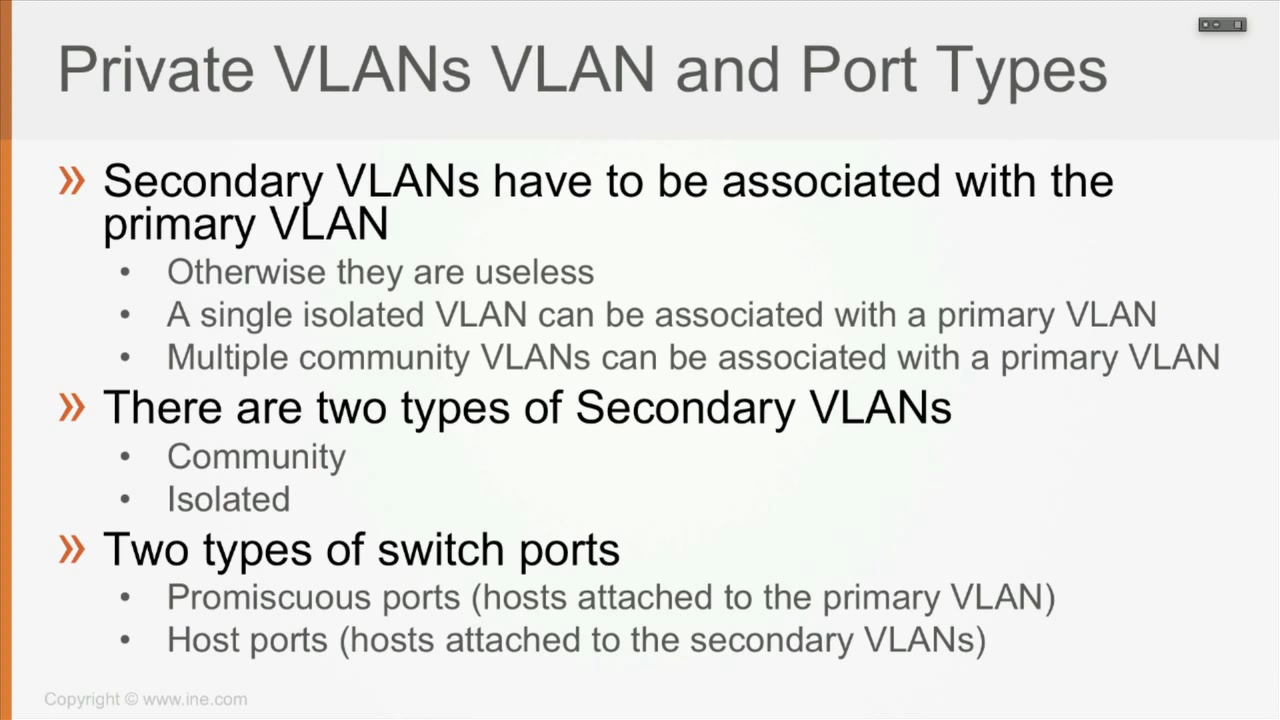 Private VLANs VLAN and Port Types
» Secondary VLANs have to be associated with the
primary VLAN
• Otherwise they are useless
• A single isolated VLAN can be associated with a primary VLAN
• Multiple community VLANs can be associated with a primary VLAN
» There are two types of Secondary VLANs
• Community
• Isolated
» Two types of switch ports
• Promiscuous ports (hosts attached to the primary VLAN)
• Host ports (hosts attached to the secondary VLANs)
Copyright © www.ine.com